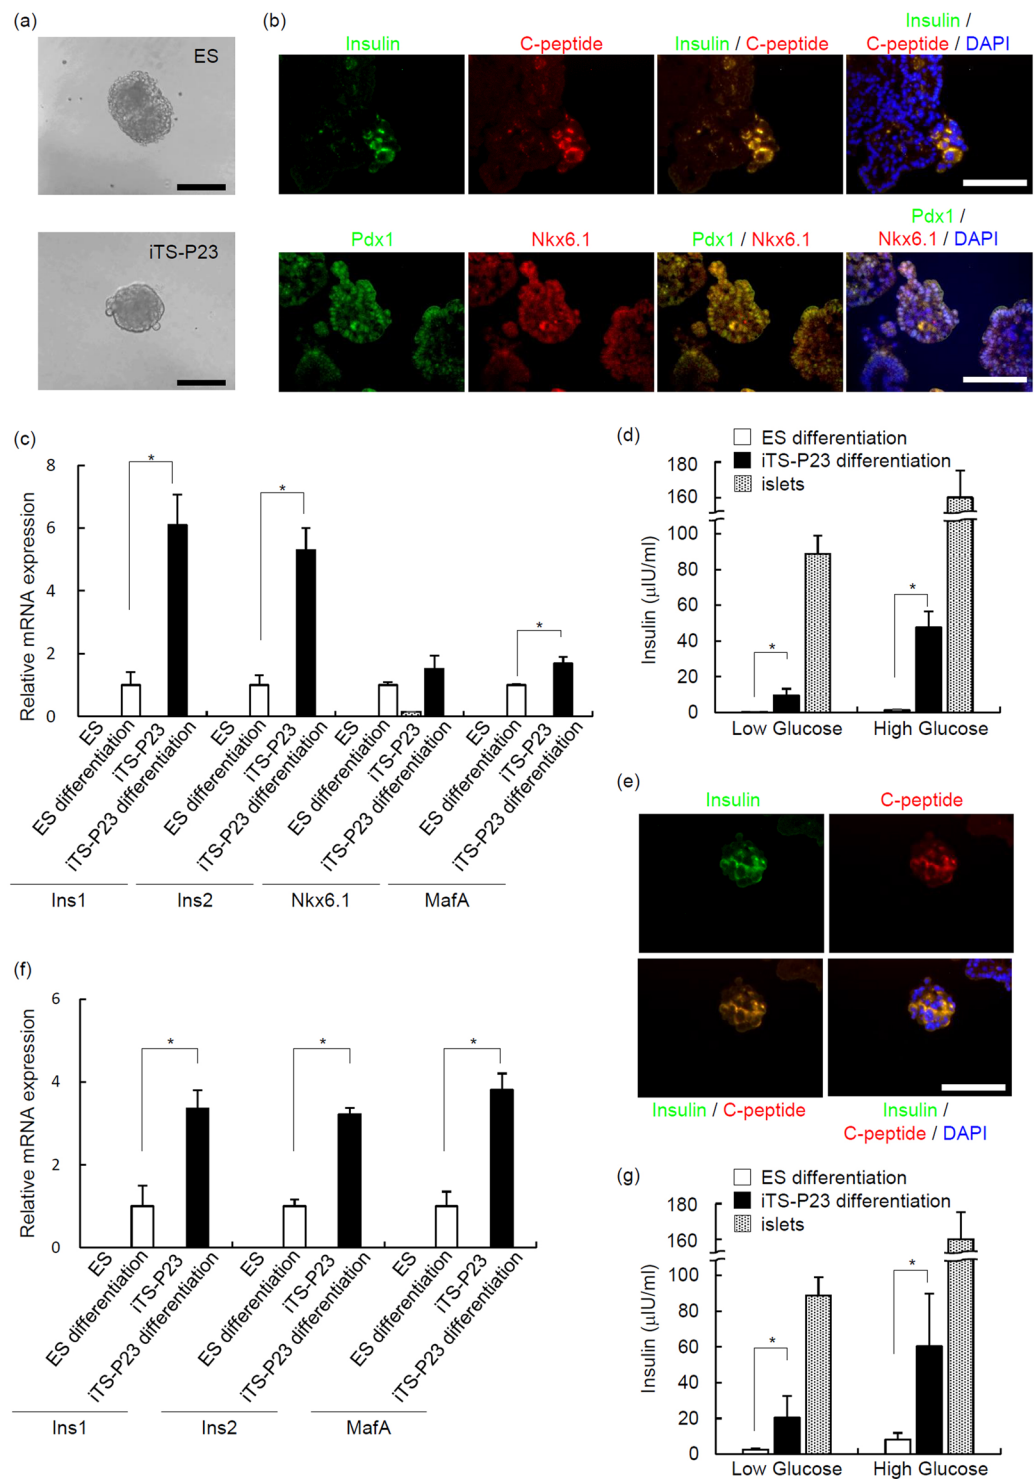 (a)
ES
iTS-P23
(b)
Insulin
C-peptide
Insulin / C-peptide
Insulin /
C-peptide / DAPI
Pdx1
Nkx6.1
Pdx1 / Nkx6.1
Pdx1 /
Nkx6.1 / DAPI
(c)
Relative mRNA expression
8
6
4
2
0
*
*
*
ES
ES differentiation
iTS-P23
iTS-P23 differentiation
ES
ES differentiation
iTS-P23
iTS-P23 differentiation
ES
ES differentiation
iTS-P23
iTS-P23 differentiation
ES
ES differentiation
iTS-P23
iTS-P23 differentiation
Ins1
Ins2
Nkx6.1
MafA
(d)
ES differentiation
iTS-P23 differentiation
islets
Insulin (µIU/ml)
180
160
100
80
60
40
20
0
*
*
Low Glucose
High Glucose
(e)
Insulin
C-peptide
Insulin / C-peptide
Insulin /
C-peptide / DAPI
(f)
Relative mRNA expression
6
4
2
0
*
*
*
ES
ES differentiation
iTS-P23
iTS-P23 differentiation
ES
ES differentiation
iTS-P23
iTS-P23 differentiation
ES
ES differentiation
iTS-P23
iTS-P23 differentiation
Ins1
Ins2
MafA
(g)
ES differentiation
iTS-P23 differentiation
islets
Insulin (µIU/ml)
180
160
100
80
60
40
20
0
*
*
Low Glucose
High Glucose